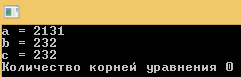 a = 2131
b = 232
c = 232
Количество корней уравнения 0